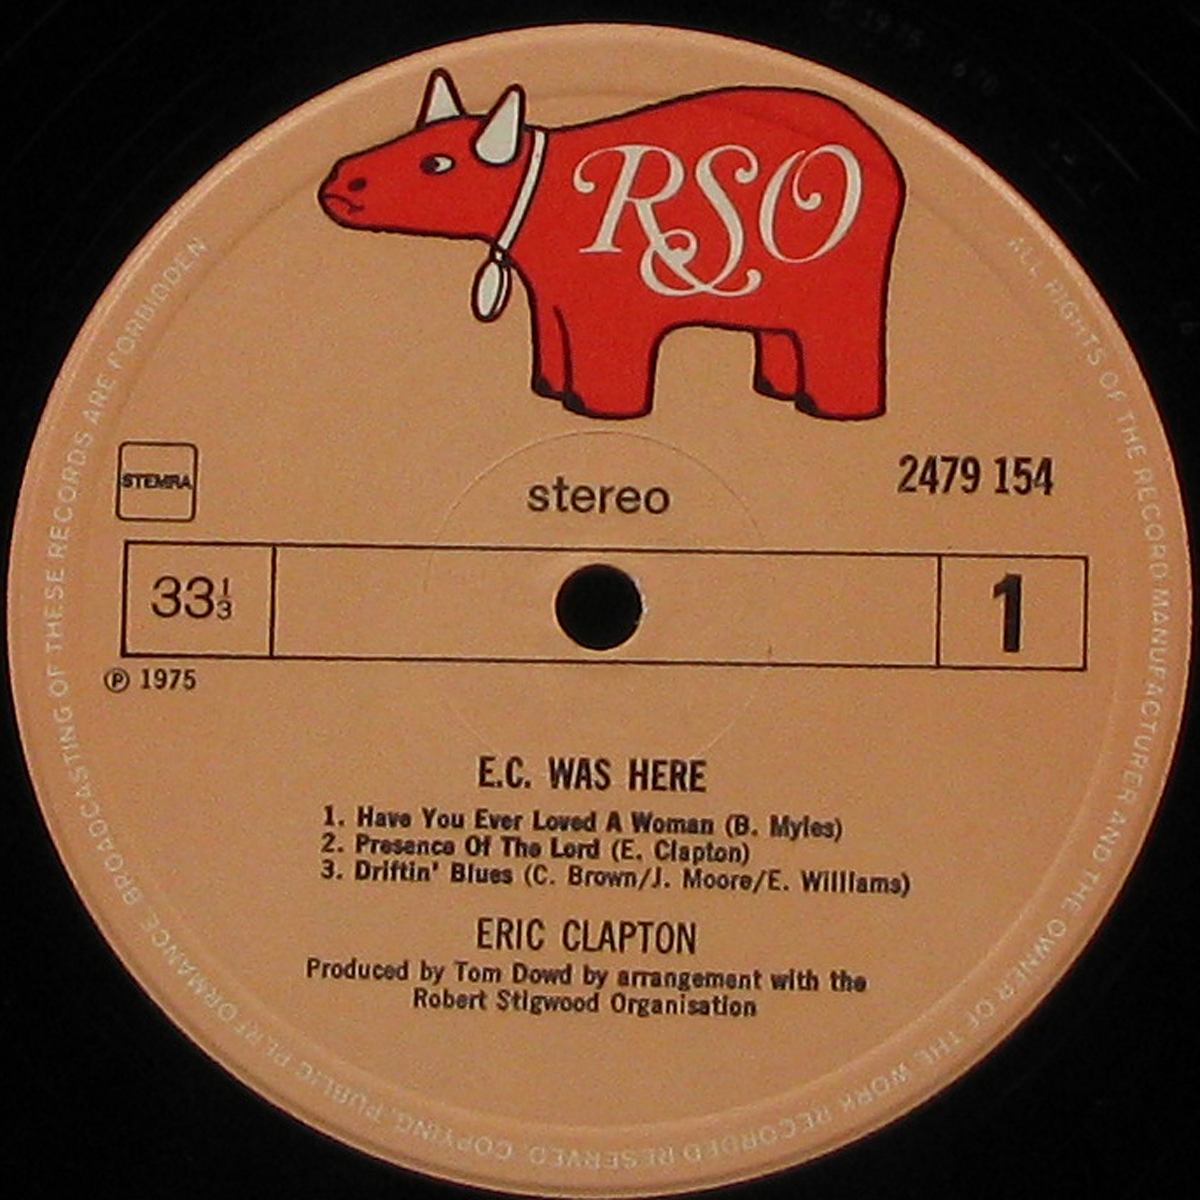 RSO
STEMRA
stereo
2479 154
33⅓
1
℗ 1975
E.C. WAS HERE
1. Have You Ever Loved A Woman (B. Myles)
2. Presence Of The Lord (E. Clapton)
3. Driftin' Blues (C. Brown/J. Moore/E. Williams)
ERIC CLAPTON
Produced by Tom Dowd by arrangement with the
Robert Stigwood Organisation
ALL RIGHTS OF THE RECORD MANUFACTURER AND THE OWNER OF THE WORK RECORDED RESERVED. COPYING, PUBLIC PERFORMANCE, BROADCASTING OF THESE RECORDS ARE FORBIDDEN